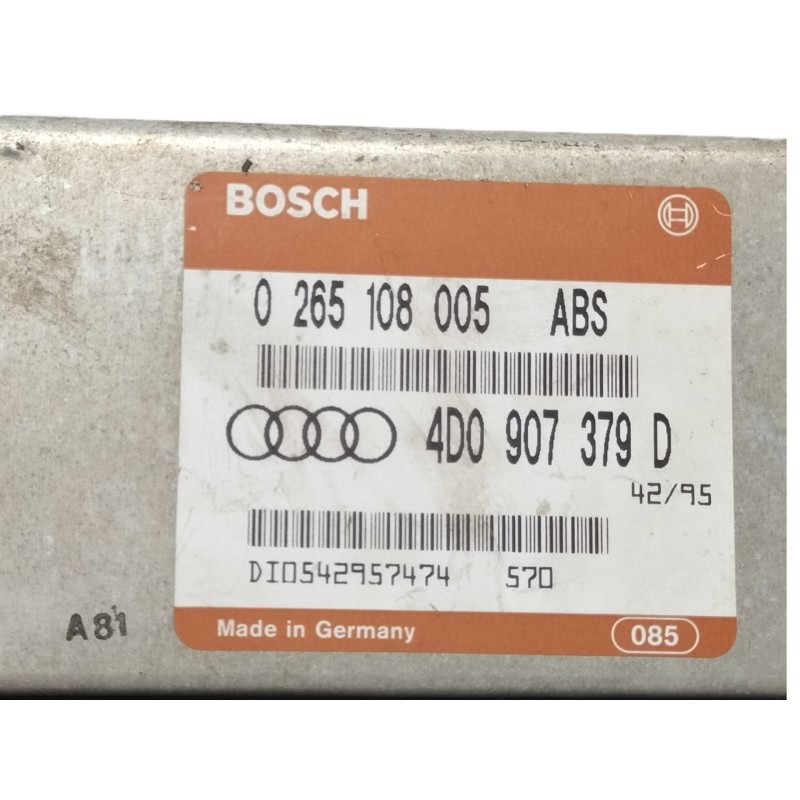 BOSCH
0 265 108 005 ABS
4D0 907 379 D
42/95
DI0542957474 570
A81
Made in Germany 085